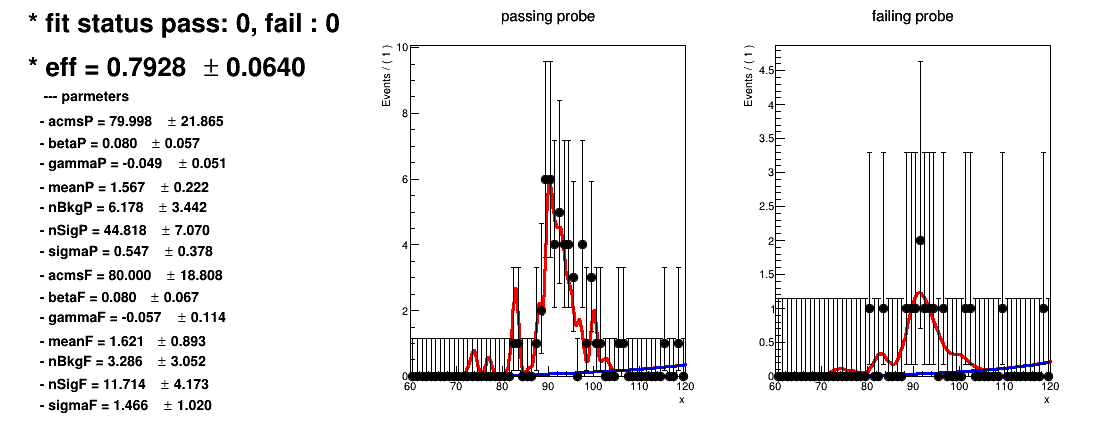 * fit status pass: 0, fail : 0
* eff = 0.7928 ± 0.0640
--- parmeters
- acmsP = 79.998 ± 21.865
- betaP = 0.080 ± 0.057
- gammaP = -0.049 ± 0.051
- meanP = 1.567 ± 0.222
- nBkgP = 6.178 ± 3.442
- nSigP = 44.818 ± 7.070
- sigmaP = 0.547 ± 0.378
- acmsF = 80.000 ± 18.808
- betaF = 0.080 ± 0.067
- gammaF = -0.057 ± 0.114
- meanF = 1.621 ± 0.893
- nBkgF = 3.286 ± 3.052
- nSigF = 11.714 ± 4.173
- sigmaF = 1.466 ± 1.020
passing probe
Events / ( 1 )
10
8
6
4
2
0
60 70 80 90 100 110 120
x
failing probe
Events / ( 1 )
4.5
4
3.5
3
2.5
2
1.5
1
0.5
0
60 70 80 90 100 110 120
x